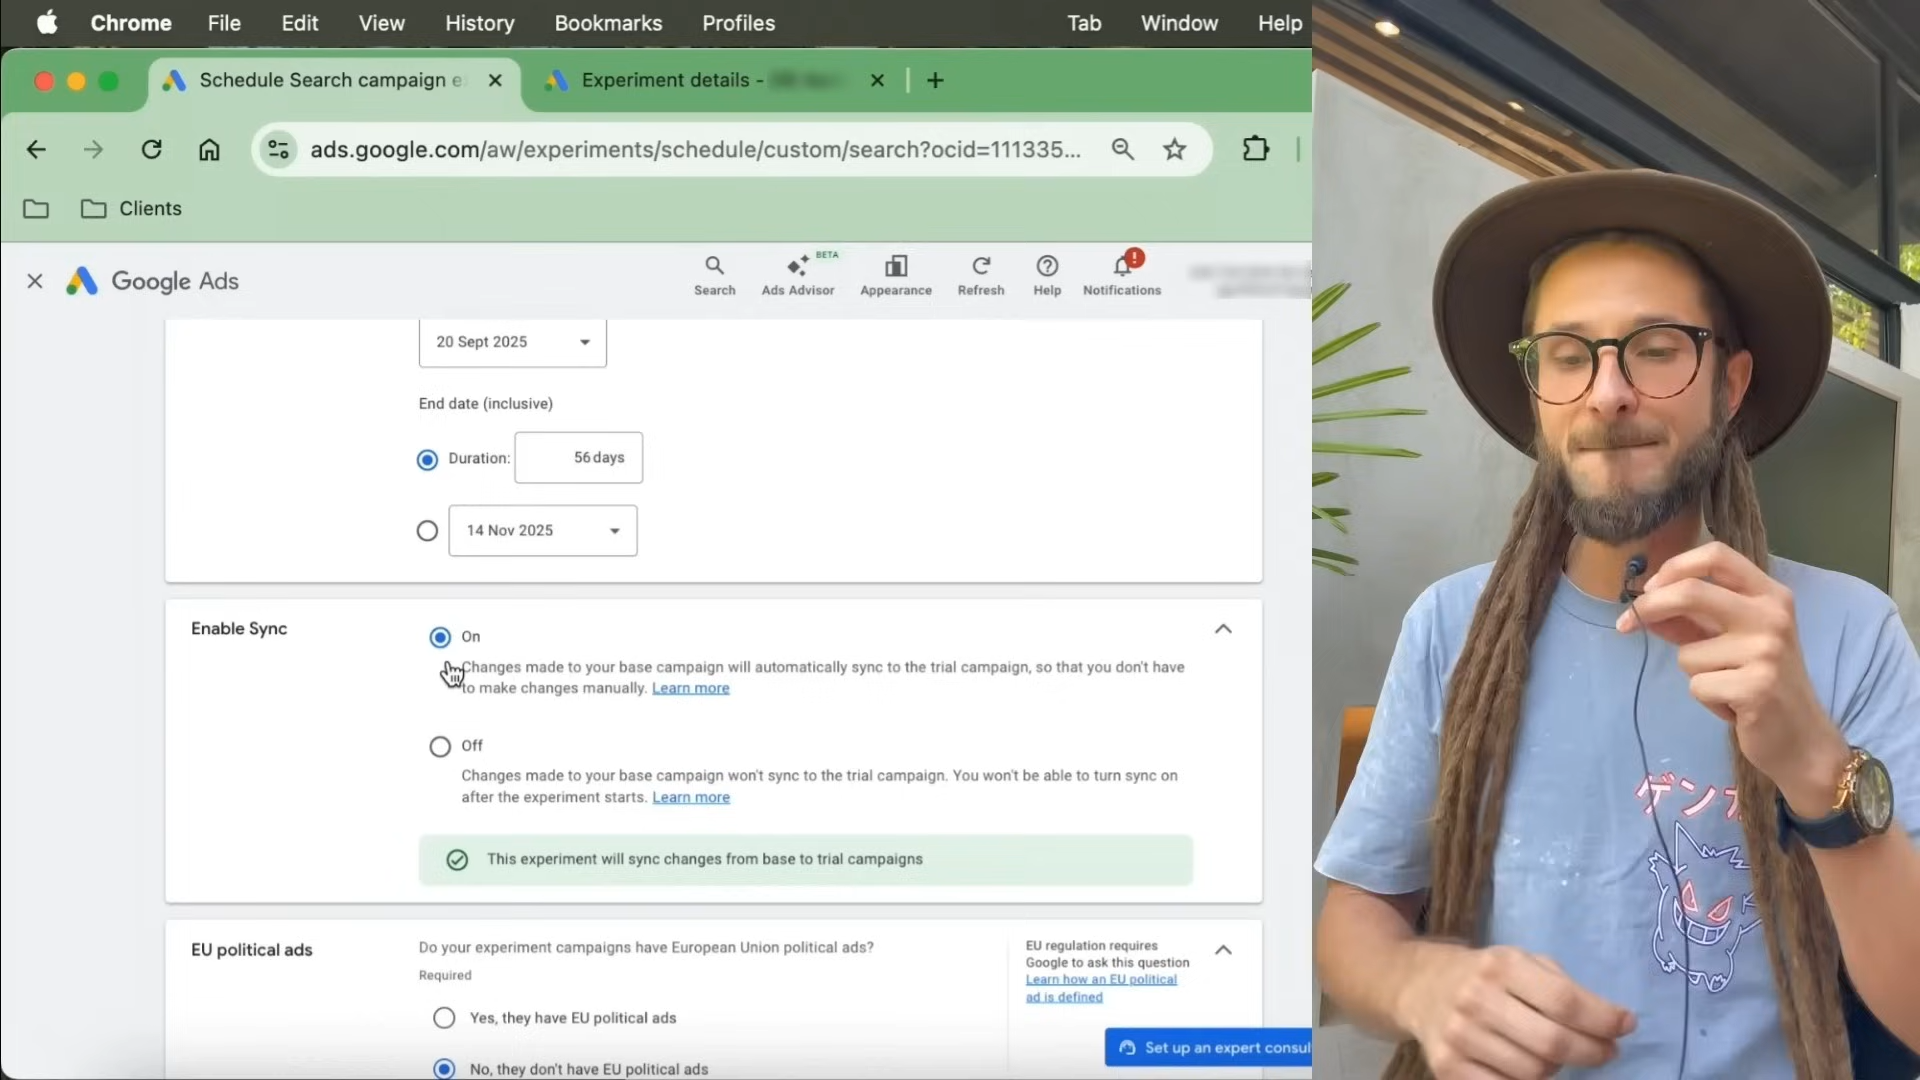 Chrome File Edit View History Bookmarks Profiles Tab Window Help
Schedule Search campaign e
Experiment details -
ads.google.com/aw/experiments/schedule/custom/search?ocid=111335...
Clients
Google Ads
Search
BETA
Ads Advisor
Appearance
Refresh
Help
Notifications
20 Sept 2025
End date (inclusive)
Duration: 56 days
14 Nov 2025
Enable Sync
On
Changes made to your base campaign will automatically sync to the trial campaign, so that you don't have
to make changes manually. Learn more
Off
Changes made to your base campaign won't sync to the trial campaign. You won't be able to turn sync on
after the experiment starts. Learn more
This experiment will sync changes from base to trial campaigns
EU political ads
Do your experiment campaigns have European Union political ads?
Required
Yes, they have EU political ads
No, they don't have EU political ads
EU regulation requires
Google to ask this question
Learn how an EU political
ad is defined
Set up an expert consul
ゲン